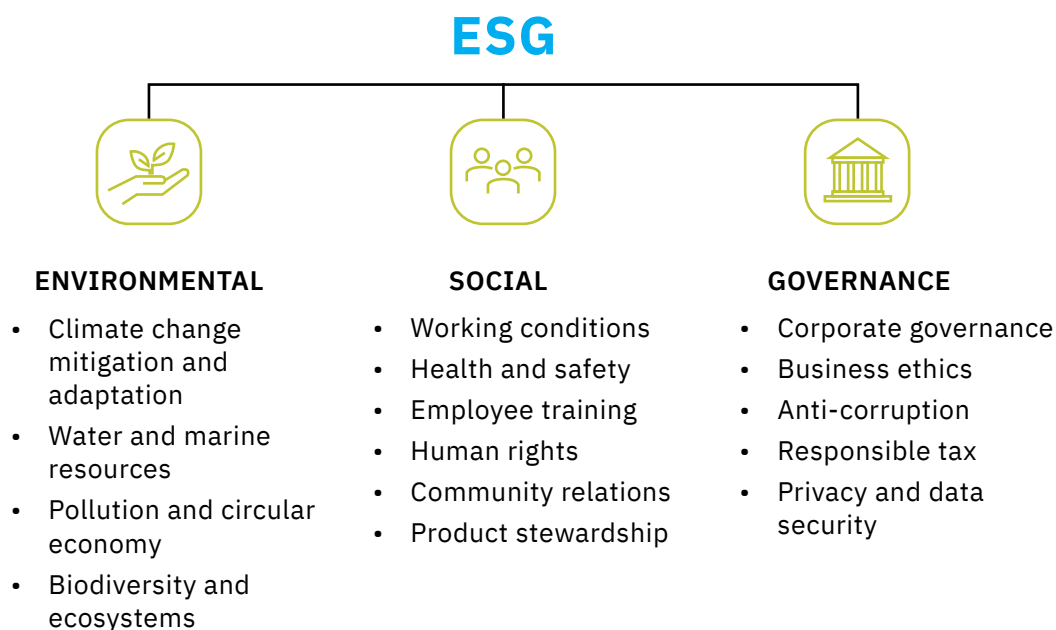 ESG
ENVIRONMENTAL
• Climate change
mitigation and
adaptation
• Water and marine
resources
• Pollution and circular
economy
• Biodiversity and
ecosystems
SOCIAL
• Working conditions
• Health and safety
• Employee training
• Human rights
• Community relations
• Product stewardship
GOVERNANCE
• Corporate governance
• Business ethics
• Anti-corruption
• Responsible tax
• Privacy and data
security